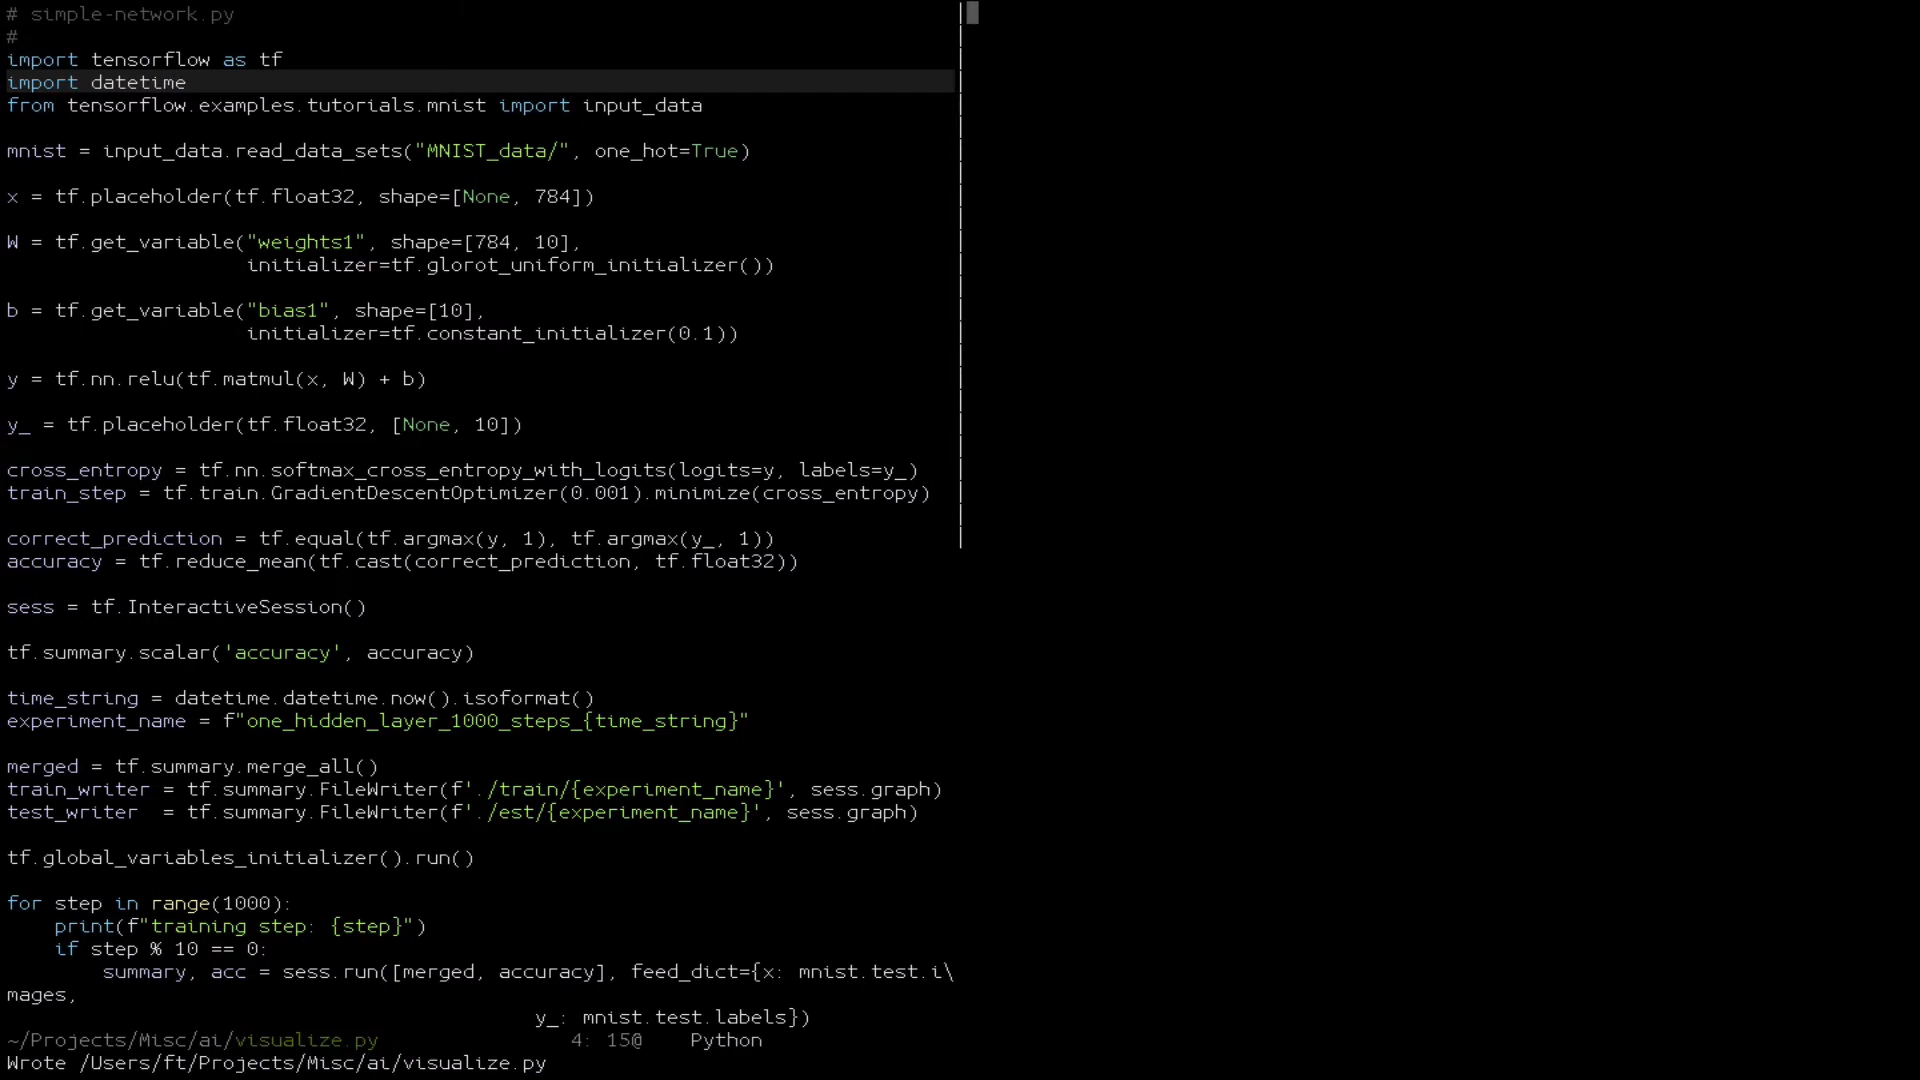 # simple-network.py
#
import tensorflow as tf
import datetime
from tensorflow.examples.tutorials.mnist import input_data
mnist = input_data.read_data_sets("MNIST_data/", one_hot=True)
x = tf.placeholder(tf.float32, shape=[None, 784])
W = tf.get_variable("weights1", shape=[784, 10],
                    initializer=tf.glorot_uniform_initializer())
b = tf.get_variable("bias1", shape=[10],
                    initializer=tf.constant_initializer(0.1))
y = tf.nn.relu(tf.matmul(x, W) + b)
y_ = tf.placeholder(tf.float32, [None, 10])
cross_entropy = tf.nn.softmax_cross_entropy_with_logits(logits=y, labels=y_)
train_step = tf.train.GradientDescentOptimizer(0.001).minimize(cross_entropy)
correct_prediction = tf.equal(tf.argmax(y, 1), tf.argmax(y_, 1))
accuracy = tf.reduce_mean(tf.cast(correct_prediction, tf.float32))
sess = tf.InteractiveSession()
tf.summary.scalar('accuracy', accuracy)
time_string = datetime.datetime.now().isoformat()
experiment_name = f"one_hidden_layer_1000_steps_{time_string}"
merged = tf.summary.merge_all()
train_writer = tf.summary.FileWriter(f'./train/{experiment_name}', sess.graph)
test_writer  = tf.summary.FileWriter(f'./est/{experiment_name}', sess.graph)
tf.global_variables_initializer().run()
for step in range(1000):
    print(f"training step: {step}")
    if step % 10 == 0:
        summary, acc = sess.run([merged, accuracy], feed_dict={x: mnist.test.i\
mages,
                                            y_: mnist.test.labels})
~/Projects/Misc/ai/visualize.py                4: 15@    Python
Wrote /Users/ft/Projects/Misc/ai/visualize.py